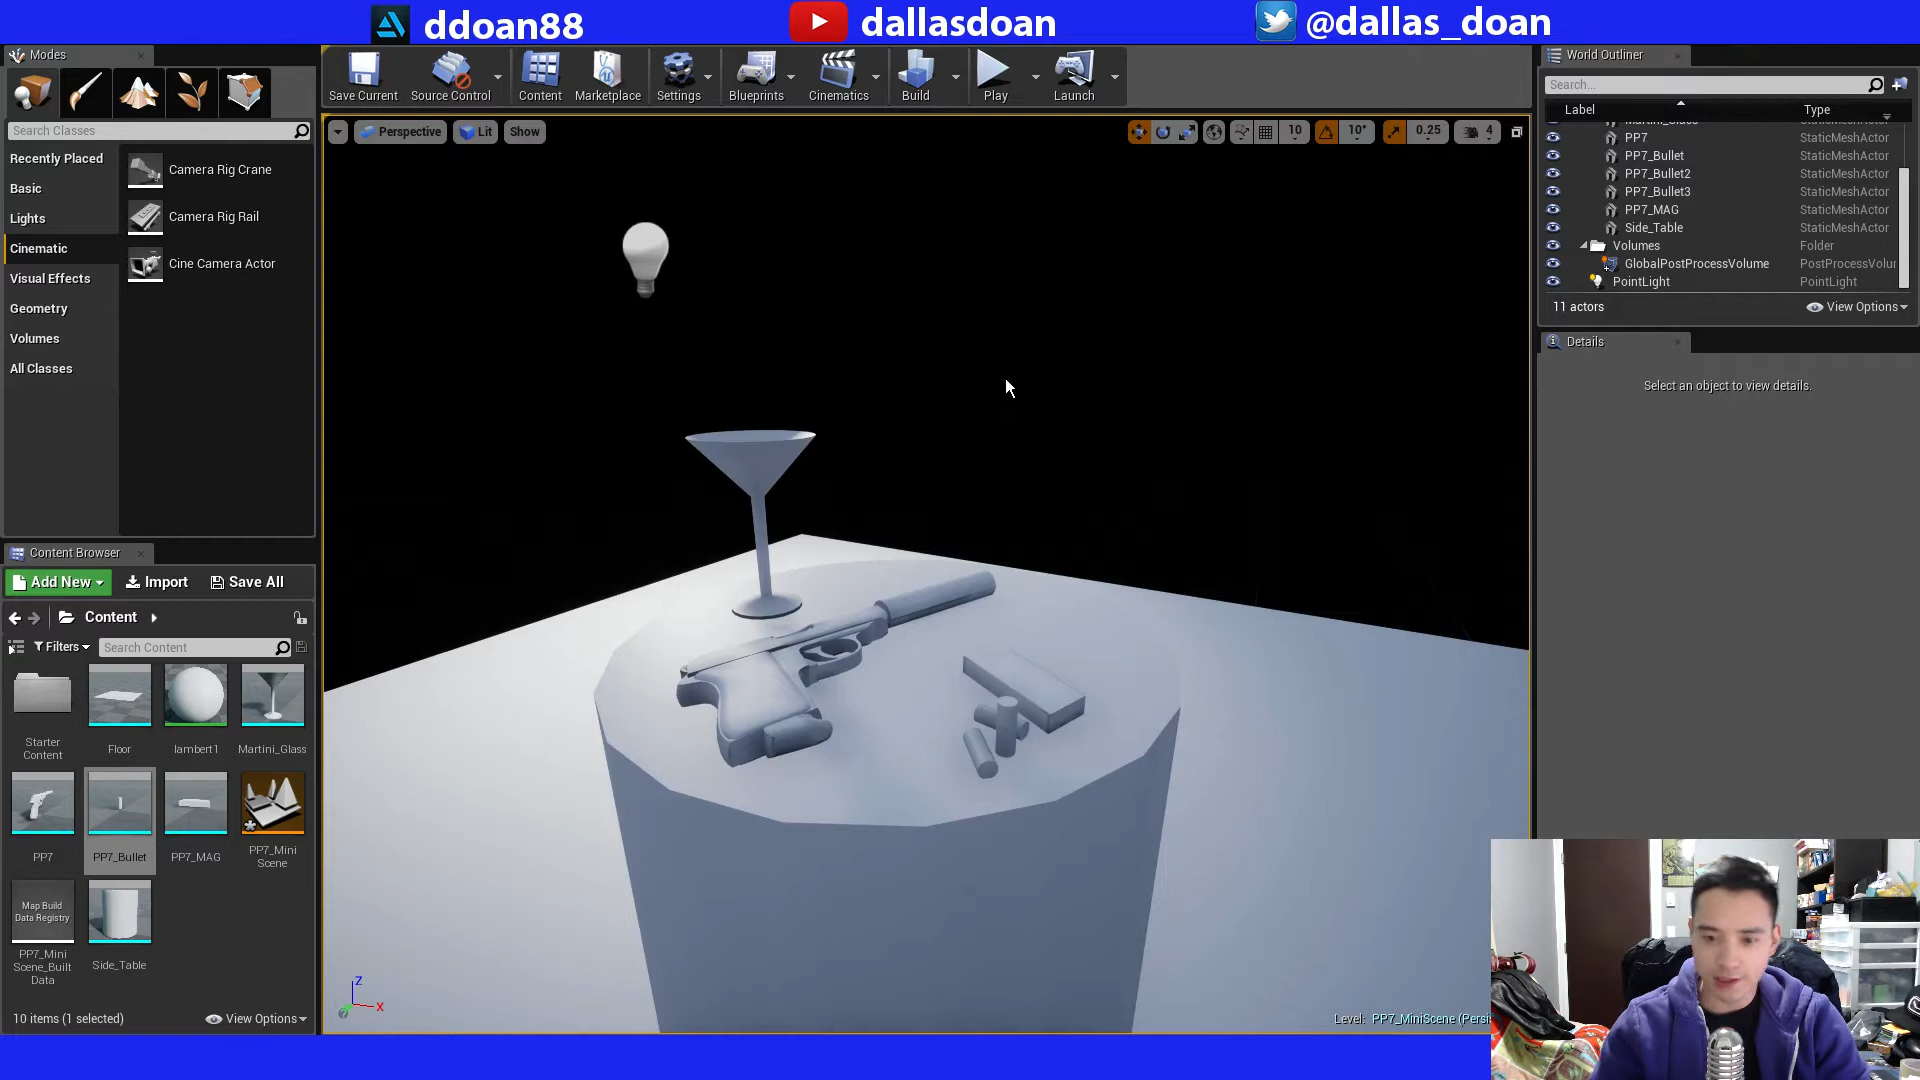 ddoan88
dallasdoan
@dallas_doan
Modes
Save Current
Source Control
Content
Marketplace
Settings
Blueprints
Cinematics
Build
Play
Launch
World Outliner
Search...
Label
Type
Search Classes
Recently Placed
Basic
Lights
Cinematic
Visual Effects
Geometry
Volumes
All Classes
Camera Rig Crane
Camera Rig Rail
Cine Camera Actor
Perspective
Lit
Show
10
10°
0.25
4
PP7
StaticMeshActor
PP7_Bullet
StaticMeshActor
PP7_Bullet2
StaticMeshActor
PP7_Bullet3
StaticMeshActor
PP7_MAG
StaticMeshActor
Side_Table
StaticMeshActor
Volumes
Folder
GlobalPostProcessVolume
PostProcessVolu
PointLight
PointLight
11 actors
View Options
Details
Select an object to view details.
Content Browser
Add New
Import
Save All
Content
Filters
Search Content
Starter
Content
Floor
lambert1
Martini_Glass
PP7
PP7_Bullet
PP7_MAG
PP7_Mini
Scene
Map Build
Data Registry
PP7_Mini
Scene_Built
Data
Side_Table
10 items (1 selected)
View Options
Z
X
Level: PP7_MiniScene (Persi